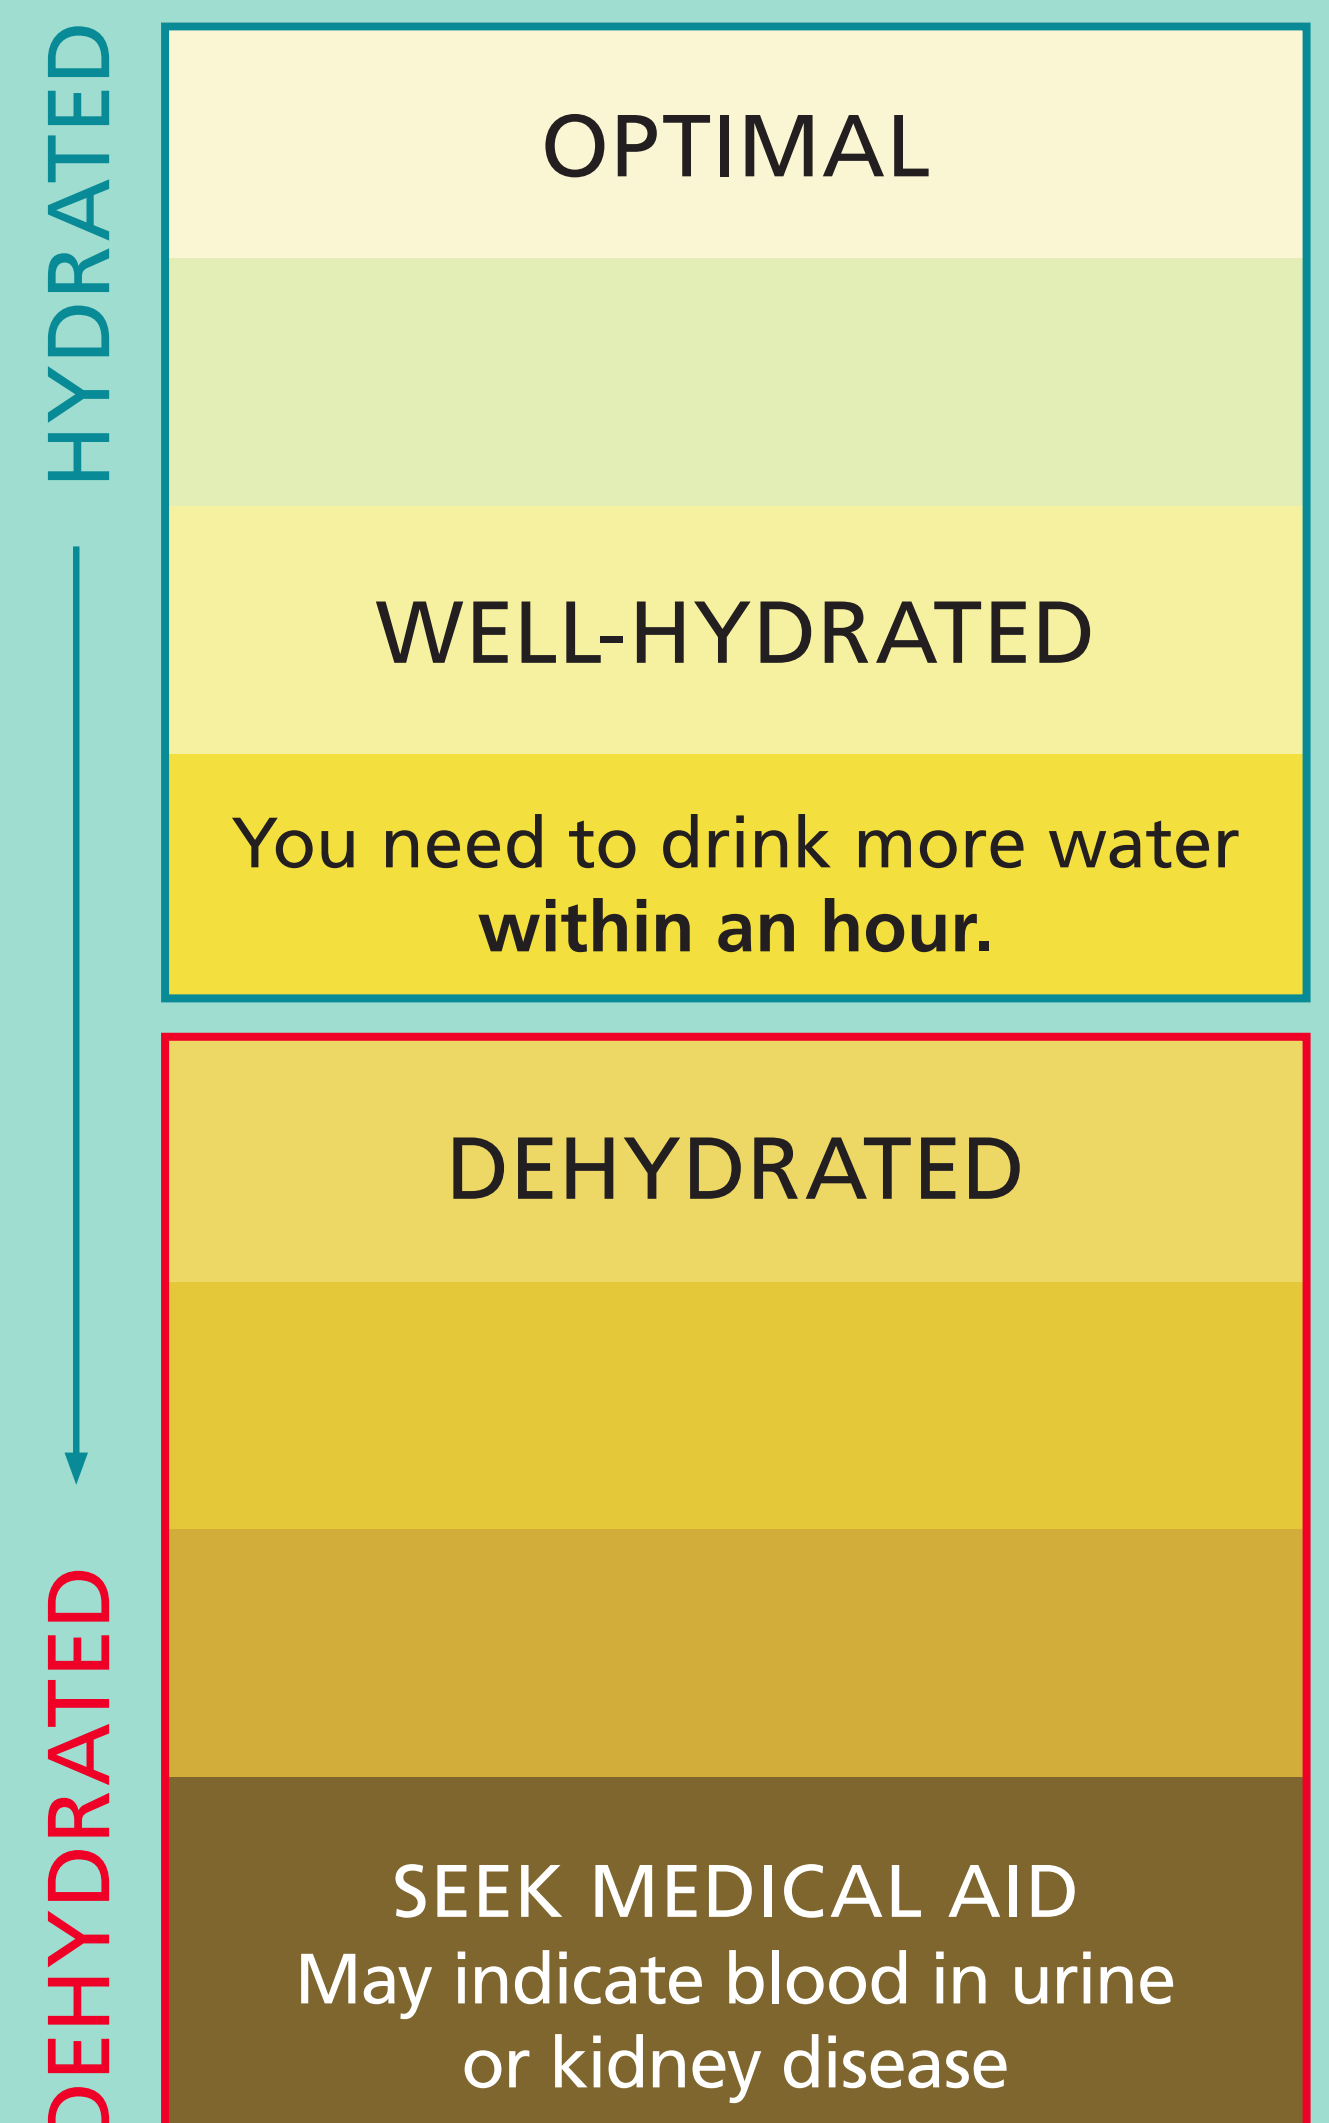 HYDRATED
OPTIMAL
WELL-HYDRATED
You need to drink more water
within an hour.
DEHYDRATED
DEHYDRATED
SEEK MEDICAL AID
May indicate blood in urine
or kidney disease